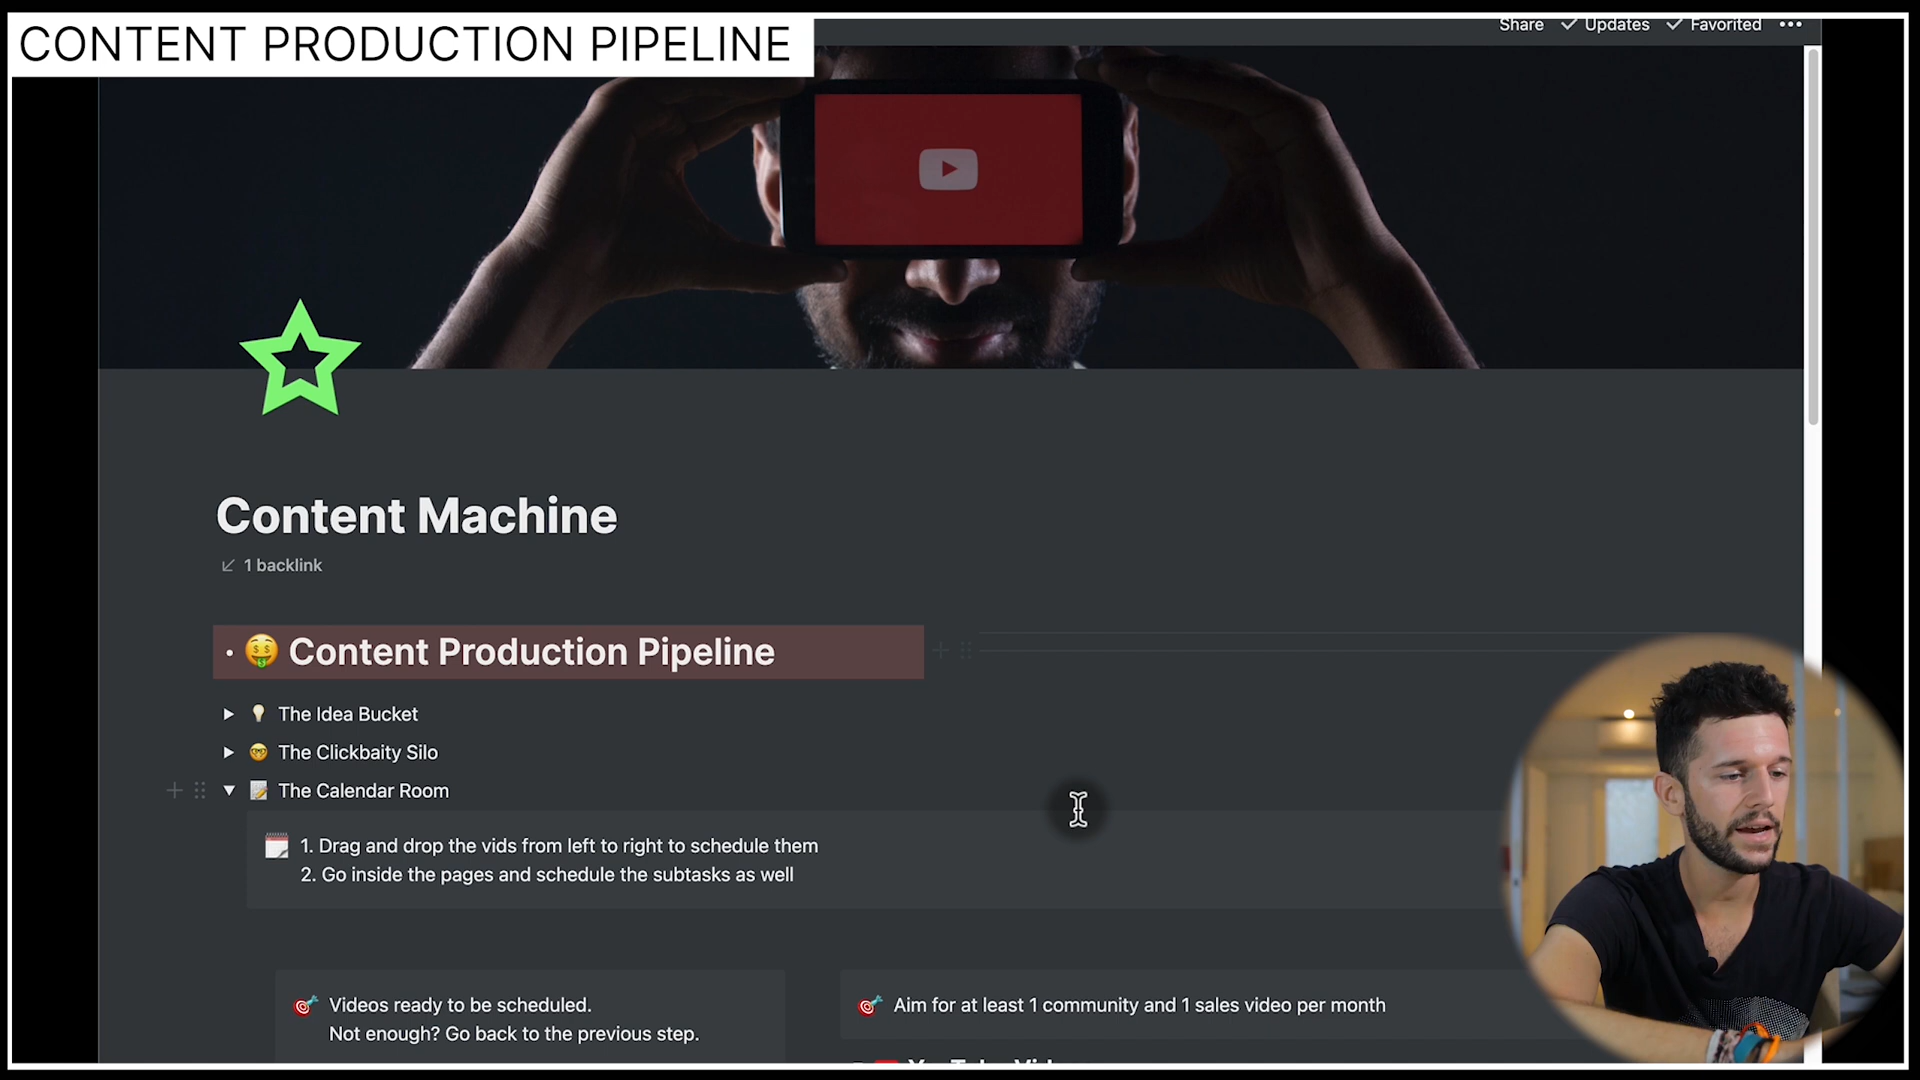 CONTENT PRODUCTION PIPELINE
Share ✓ Updates ✓ Favorited •••
Content Machine
1 backlink
• 🤑 Content Production Pipeline
The Idea Bucket
The Clickbaity Silo
The Calendar Room
1. Drag and drop the vids from left to right to schedule them
2. Go inside the pages and schedule the subtasks as well
Videos ready to be scheduled.
Not enough? Go back to the previous step.
Aim for at least 1 community and 1 sales video per month